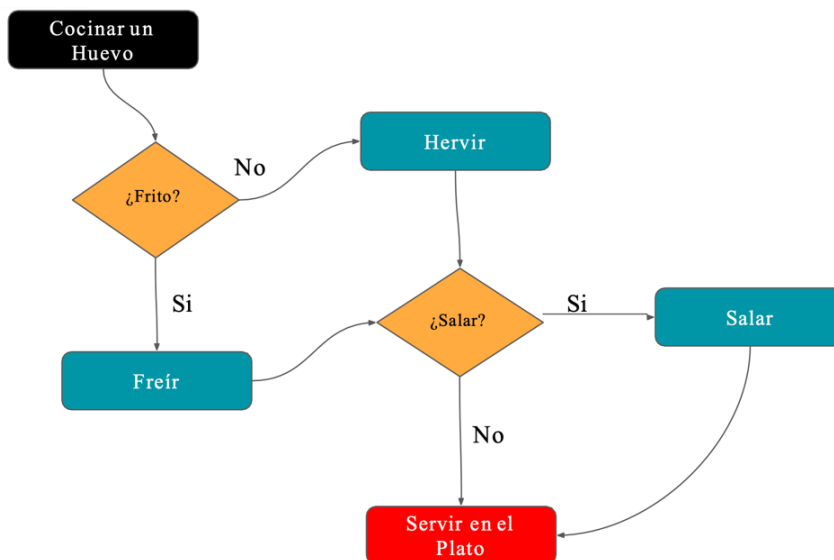 Cocinar un
Huevo
No
Hervir
¿Frito?
Si
¿Salar?
Si
Salar
Freír
No
Servir en el
Plato